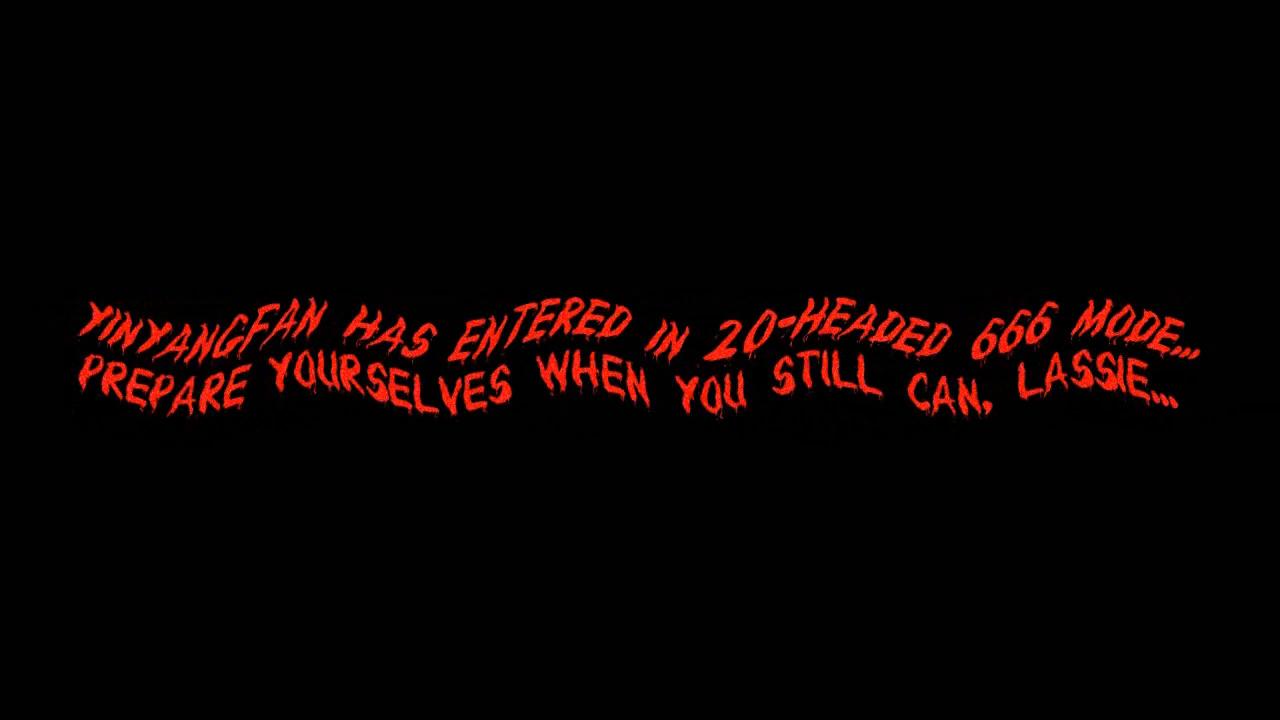 YINYANGFAN HAS ENTERED IN 20-HEADED 666 MODE...
PREPARE YOURSELVES WHEN YOU STILL CAN, LASSIE...